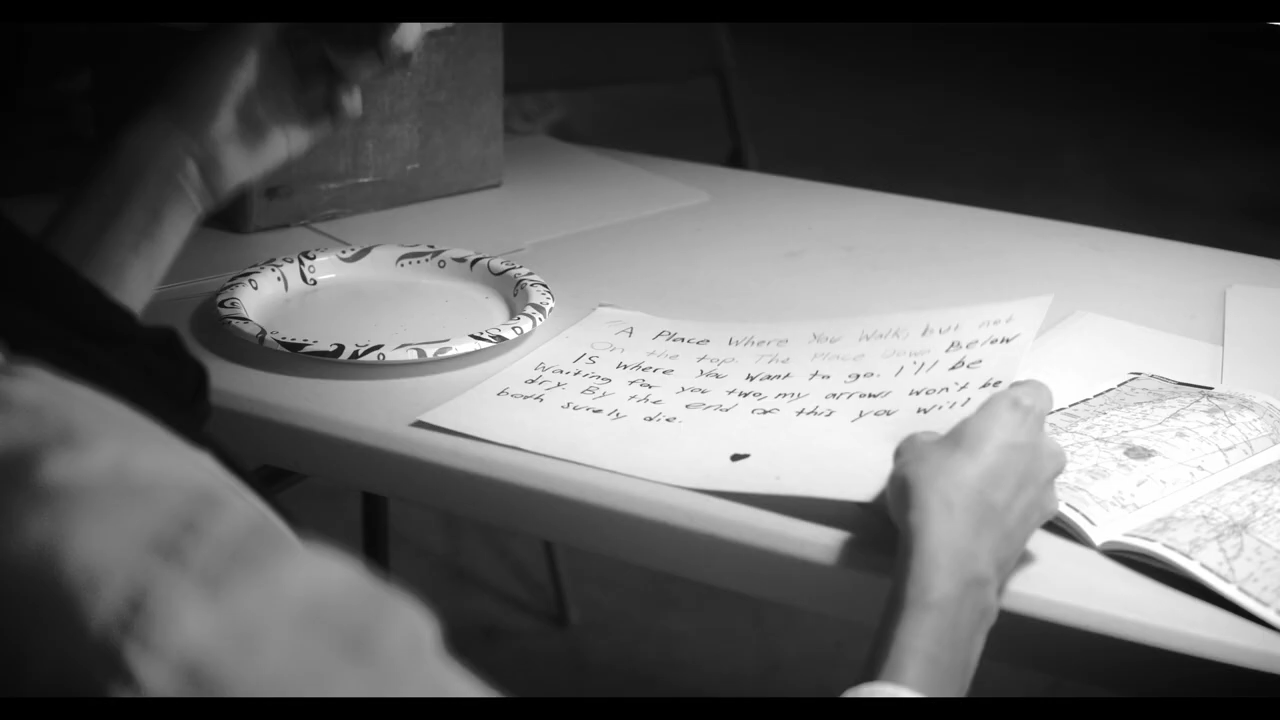 "A Place Where You Walk, but not
On the top. The Place Down Below
IS where you want to go. I'll be
Waiting for you two, my arrows won't be
dry. By the end of this you will
both surely die.